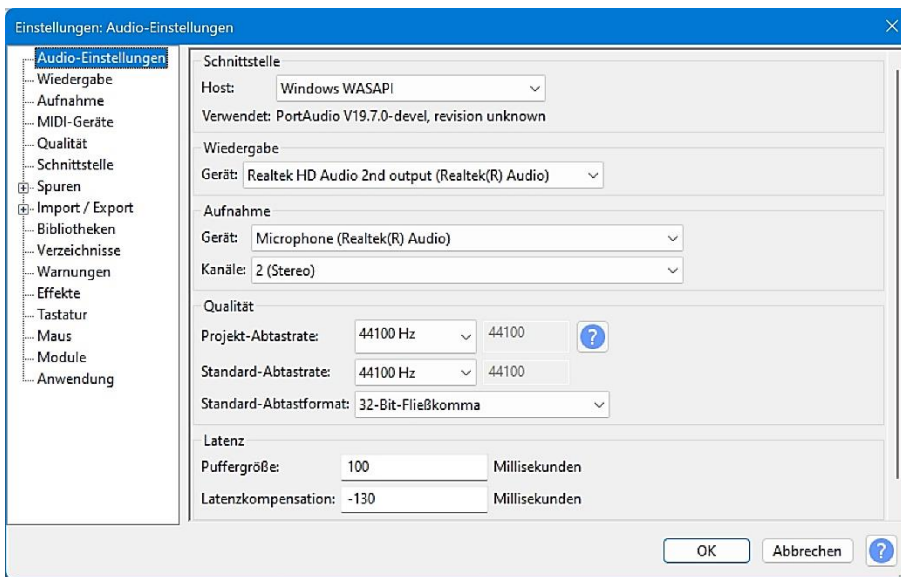 Einstellungen: Audio-Einstellungen
Audio-Einstellungen
Wiedergabe
Aufnahme
MIDI-Geräte
Qualität
Schnittstelle
Spuren
Import / Export
Bibliotheken
Verzeichnisse
Warnungen
Effekte
Tastatur
Maus
Module
Anwendung
Schnittstelle
Host: Windows WASAPI
Verwendet: PortAudio V19.7.0-devel, revision unknown
Wiedergabe
Gerät: Realtek HD Audio 2nd output (Realtek(R) Audio)
Aufnahme
Gerät: Microphone (Realtek(R) Audio)
Kanäle: 2 (Stereo)
Qualität
Projekt-Abtastrate: 44100 Hz 44100 ?
Standard-Abtastrate: 44100 Hz 44100
Standard-Abtastformat: 32-Bit-Fließkomma
Latenz
Puffergröße: 100 Millisekunden
Latenzkompensation: -130 Millisekunden
OK Abbrechen ?